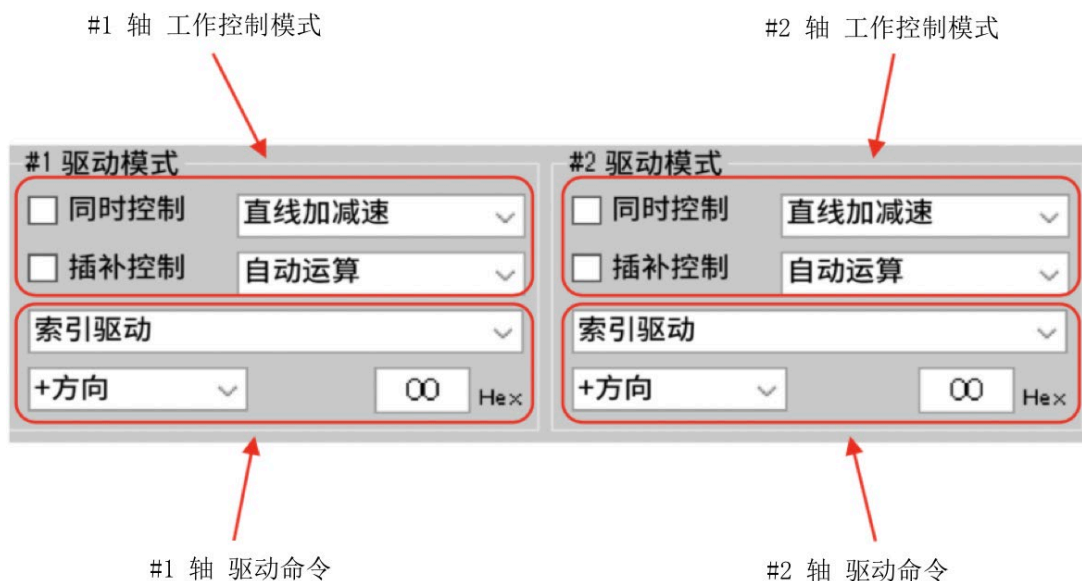 #1 轴 工作控制模式 #2 轴 工作控制模式
#1 驱动模式 #2 驱动模式
同时控制 直线加减速 同时控制 直线加减速
插补控制 自动运算 插补控制 自动运算
索引驱动 索引驱动
+方向 00 Hex +方向 00 Hex
#1 轴 驱动命令 #2 轴 驱动命令